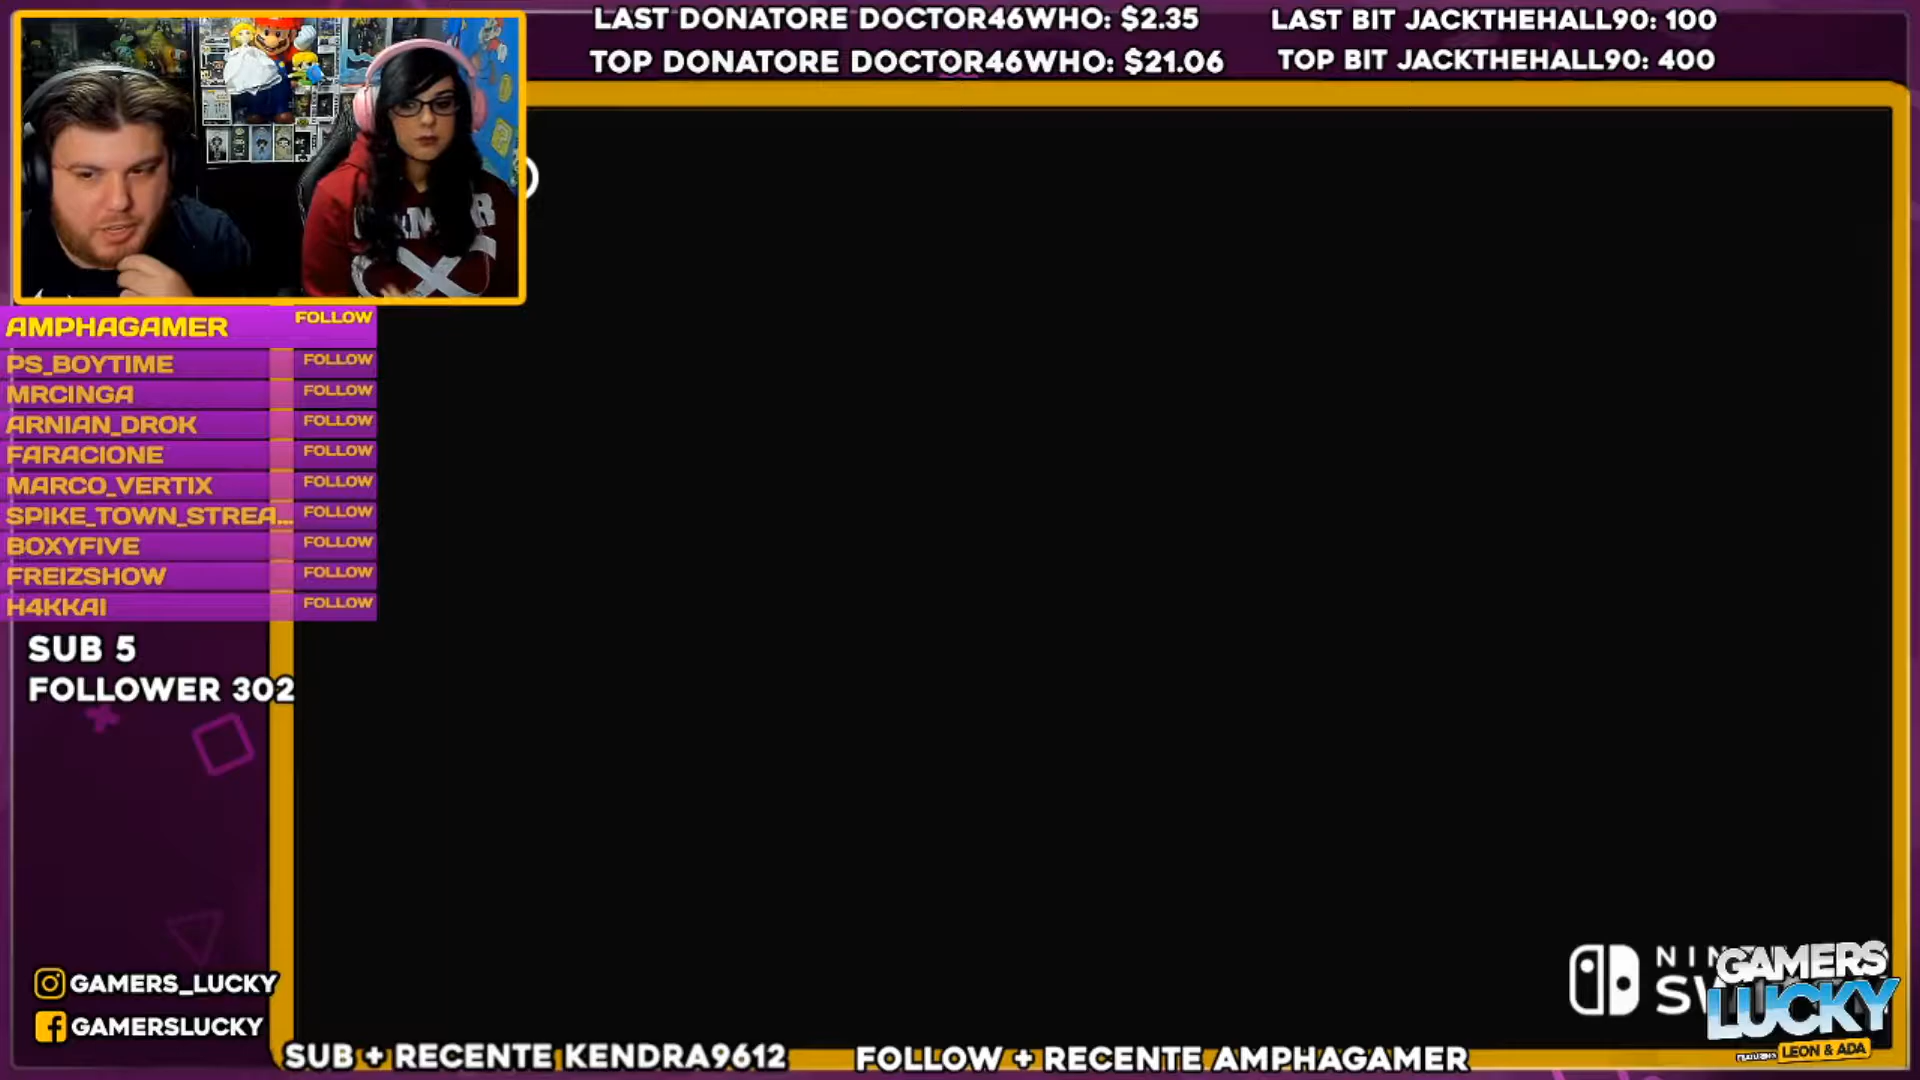 LAST DONATORE DOCTOR46WHO: $2.35
LAST BIT JACKTHEHALL90: 100
TOP DONATORE DOCTOR46WHO: $21.06
TOP BIT JACKTHEHALL90: 400
AMPHAGAMER FOLLOW
PS_BOYTIME FOLLOW
MRCINGA FOLLOW
ARNIAN_DROK FOLLOW
FARACIONE FOLLOW
MARCO_VERTIX FOLLOW
SPIKE_TOWN_STREA... FOLLOW
BOXYFIVE FOLLOW
FREIZSHOW FOLLOW
H4KKAI FOLLOW
SUB 5
FOLLOWER 302
GAMERS_LUCKY
GAMERSLUCKY
SUB + RECENTE KENDRA9612
FOLLOW + RECENTE AMPHAGAMER
GAMERS
LUCKY
LEON & ADA